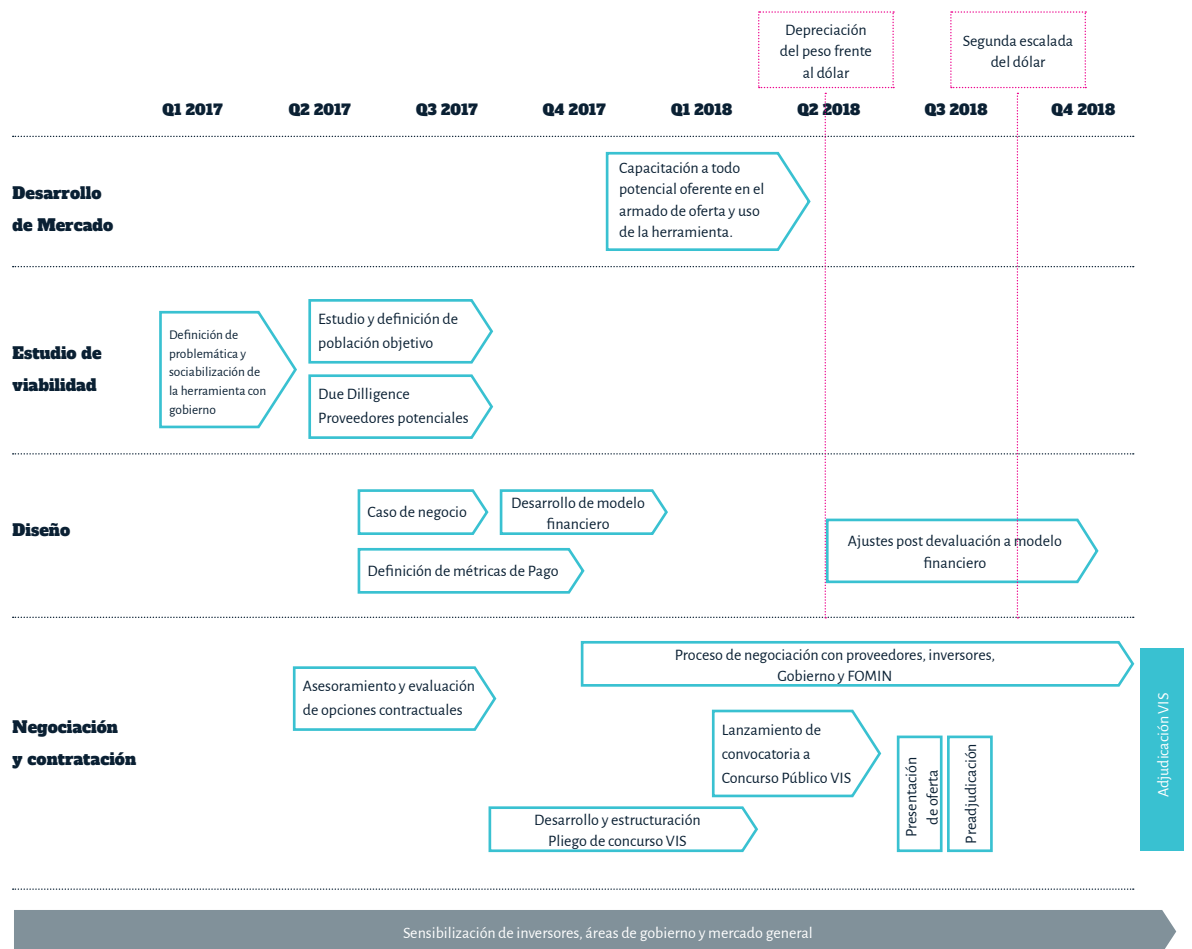 Depreciación
del peso frente
al dólar
Segunda escalada
del dólar
Q1 2017
Q2 2017
Q3 2017
Q4 2017
Q1 2018
Q2 2018
Q3 2018
Q4 2018
Desarrollo
de Mercado
Capacitación a todo
potencial oferente en el
armado de oferta y uso
de la herramienta.
Estudio de
viabilidad
Definición de
problemática y
sociabilización de
la herramienta con
gobierno
Estudio y definición de
población objetivo
Due Dilligence
Proveedores potenciales
Diseño
Caso de negocio
Desarrollo de modelo
financiero
Definición de métricas de Pago
Ajustes post devaluación a modelo
financiero
Negociación
y contratación
Proceso de negociación con proveedores, inversores,
Gobierno y FOMIN
Asesoramiento y evaluación
de opciones contractuales
Lanzamiento de
convocatoria a
Concurso Público VIS
Presentación
de oferta
Preadjudicación
Desarrollo y estructuración
Pliego de concurso VIS
Adjudicación VIS
Sensibilización de inversores, áreas de gobierno y mercado general